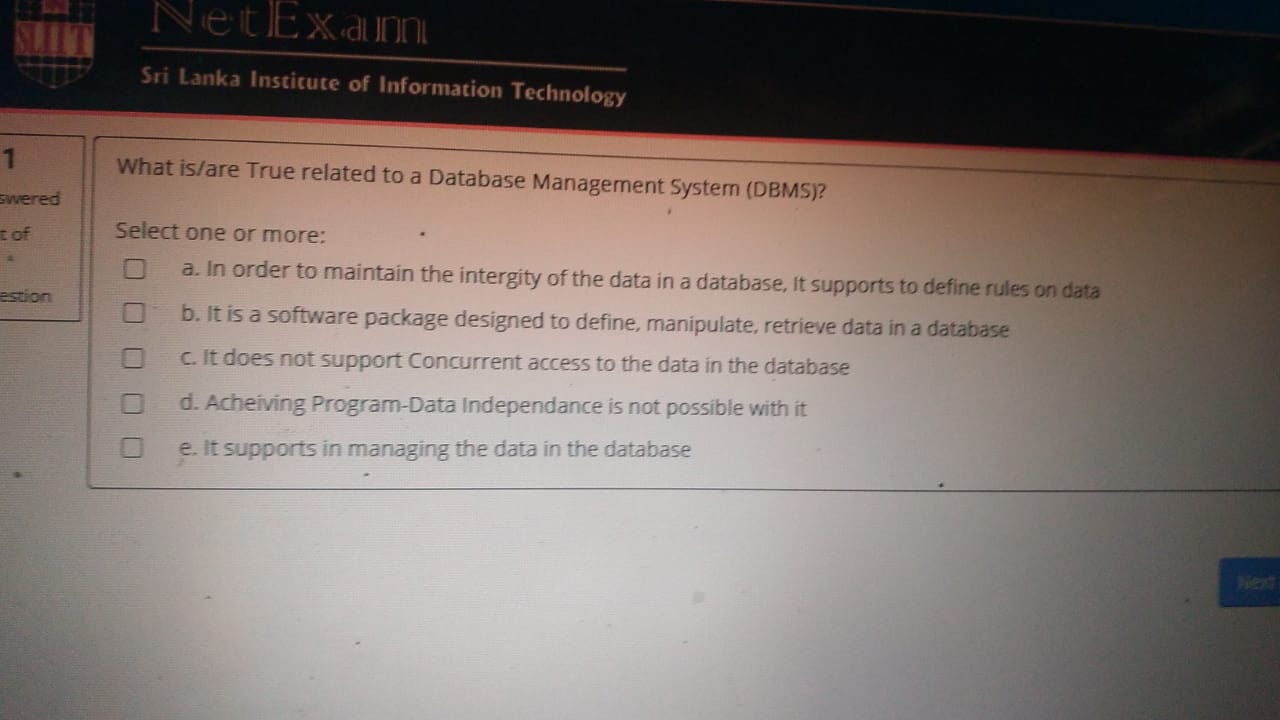 SLIIT
NetExam
Sri Lanka Institute of Information Technology
1
swered
t of
estion
What is/are True related to a Database Management System (DBMS)?
Select one or more:
a. In order to maintain the intergity of the data in a database, It supports to define rules on data
b. It is a software package designed to define, manipulate, retrieve data in a database
c. It does not support Concurrent access to the data in the database
d. Acheiving Program-Data Independance is not possible with it
e. It supports in managing the data in the database
Next